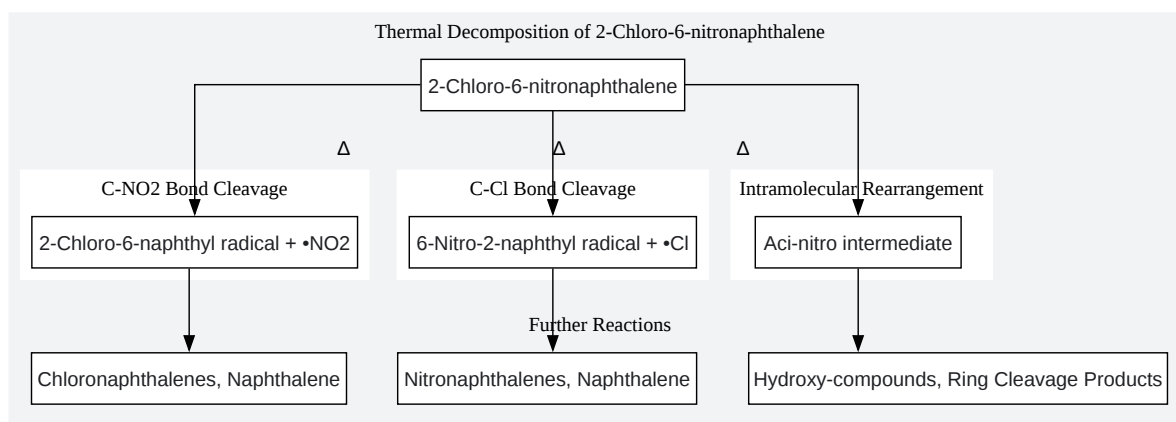 Thermal Decomposition of 2-Chloro-6-nitronaphthalene
2-Chloro-6-nitronaphthalene
Δ Δ Δ
C-NO2 Bond Cleavage
C-Cl Bond Cleavage
Intramolecular Rearrangement
2-Chloro-6-naphthyl radical + •NO2
6-Nitro-2-naphthyl radical + •Cl
Aci-nitro intermediate
Further Reactions
Chloronaphthalenes, Naphthalene
Nitronaphthalenes, Naphthalene
Hydroxy-compounds, Ring Cleavage Products